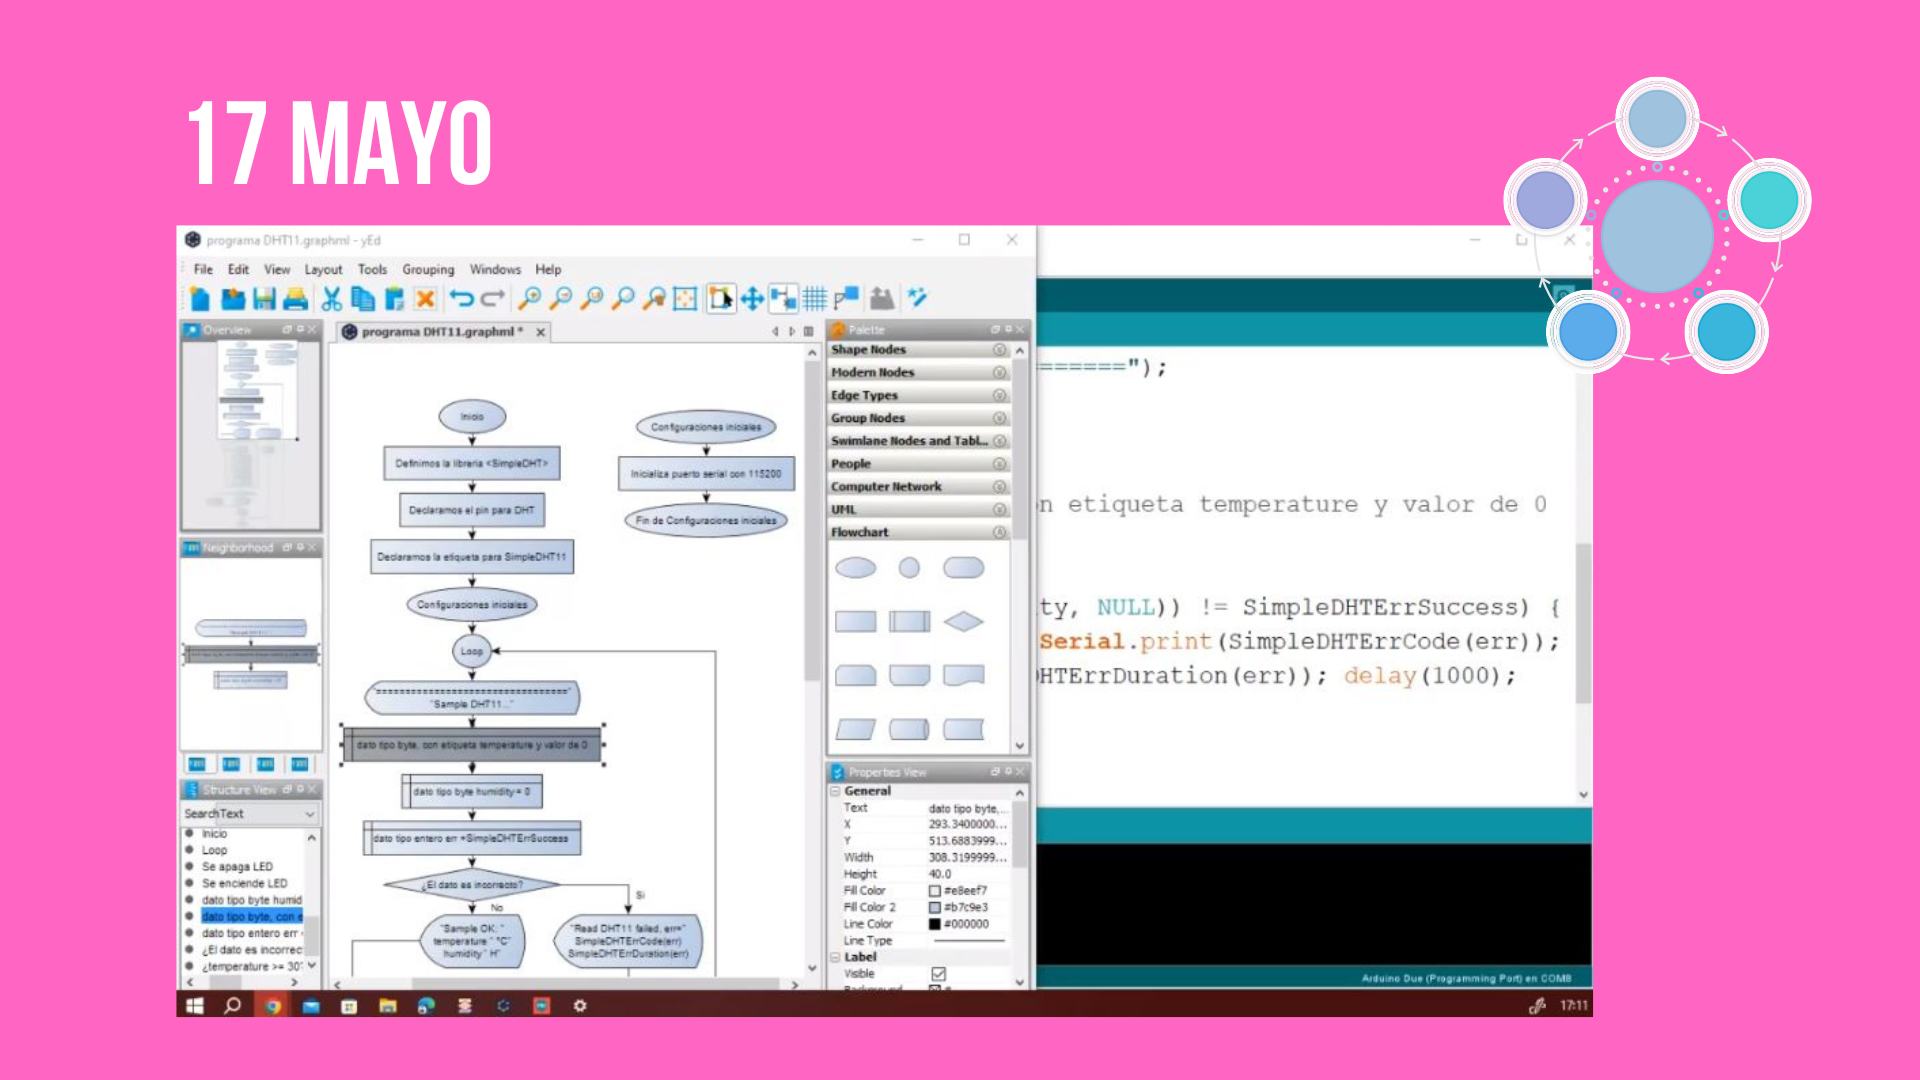 17 MAYO
programa DHT11.graphml - yEd
File Edit View Layout Tools Grouping Windows Help
Overview
programa DHT11.graphml *
Palette
Shape Nodes
Modern Nodes
Edge Types
Group Nodes
Swimlane Nodes and Tabl...
People
Computer Network
UML
Flowchart
Inicio
Definimos la libreria <SimpleDHT>
Declaramos el pin para DHT
Declaramos la etiqueta para SimpleDHT11
Configuraciones iniciales
Loop
"================================"
"Sample DHT11..."
dato tipo byte, con etiqueta temperature y valor de 0
dato tipo byte humidity = 0
dato tipo entero err =SimpleDHTErrSuccess
¿El dato es incorrecto?
Si
No
"Sample OK: "
temperature " °C"
humidity " H"
"Read DHT11 failed, err="
SimpleDHTErrCode(err)
SimpleDHTErrDuration(err)
Configuraciones iniciales
Inicializa puerto serial con 115200
Fin de Configuraciones iniciales
Neighborhood
Structure View
SearchText
Inicio
Loop
Se apaga LED
Se enciende LED
dato tipo byte humid
dato tipo byte, con e
dato tipo entero err
¿El dato es incorrec
¿temperature >= 30
Properties View
General
Text dato tipo byte,...
X 293.3400000...
Y 513.6883999...
Width 308.3199999...
Height 40.0
Fill Color #e8eef7
Fill Color 2 #b7c9e3
Line Color #000000
Line Type
Label
Visible
Background
======");
n etiqueta temperature y valor de 0
ty, NULL)) != SimpleDHTErrSuccess) {
Serial.print(SimpleDHTErrCode(err));
HTErrDuration(err)); delay(1000);
Arduino Due (Programming Port) en COM8
17:11